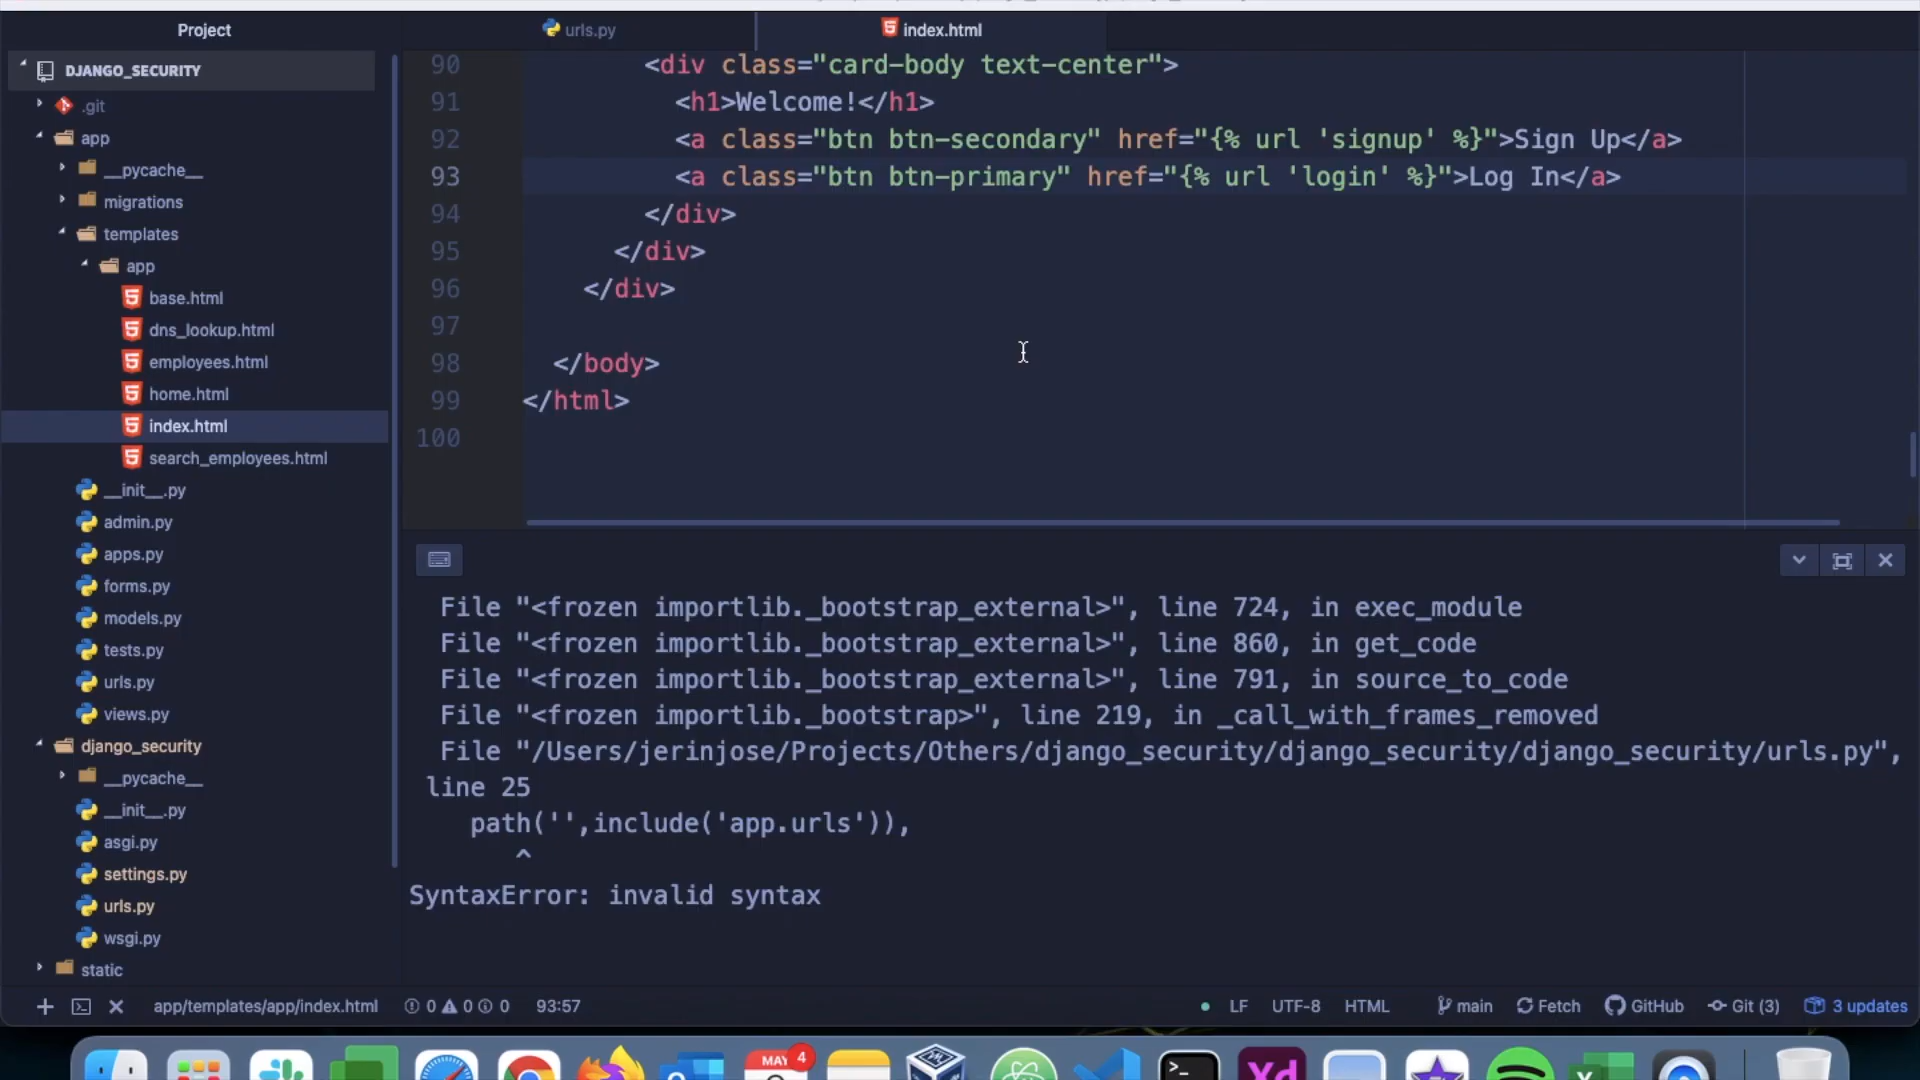 Project
urls.py
index.html
DJANGO_SECURITY
.git
app
__pycache__
migrations
templates
app
base.html
dns_lookup.html
employees.html
home.html
index.html
search_employees.html
__init__.py
admin.py
apps.py
forms.py
models.py
tests.py
urls.py
views.py
django_security
__pycache__
__init__.py
asgi.py
settings.py
urls.py
wsgi.py
static
90 <div class="card-body text-center">
91 <h1>Welcome!</h1>
92 <a class="btn btn-secondary" href="{% url 'signup' %}">Sign Up</a>
93 <a class="btn btn-primary" href="{% url 'login' %}">Log In</a>
94 </div>
95 </div>
96 </div>
97
98 </body>
99 </html>
100
File "<frozen importlib._bootstrap_external>", line 724, in exec_module
File "<frozen importlib._bootstrap_external>", line 860, in get_code
File "<frozen importlib._bootstrap_external>", line 791, in source_to_code
File "<frozen importlib._bootstrap>", line 219, in _call_with_frames_removed
File "/Users/jerinjose/Projects/Others/django_security/django_security/django_security/urls.py",
line 25
path('',include('app.urls')),
^
SyntaxError: invalid syntax
app/templates/app/index.html 0 0 0 93:57 LF UTF-8 HTML main Fetch GitHub Git (3) 3 updates
MAY 4
>_
Xd
X